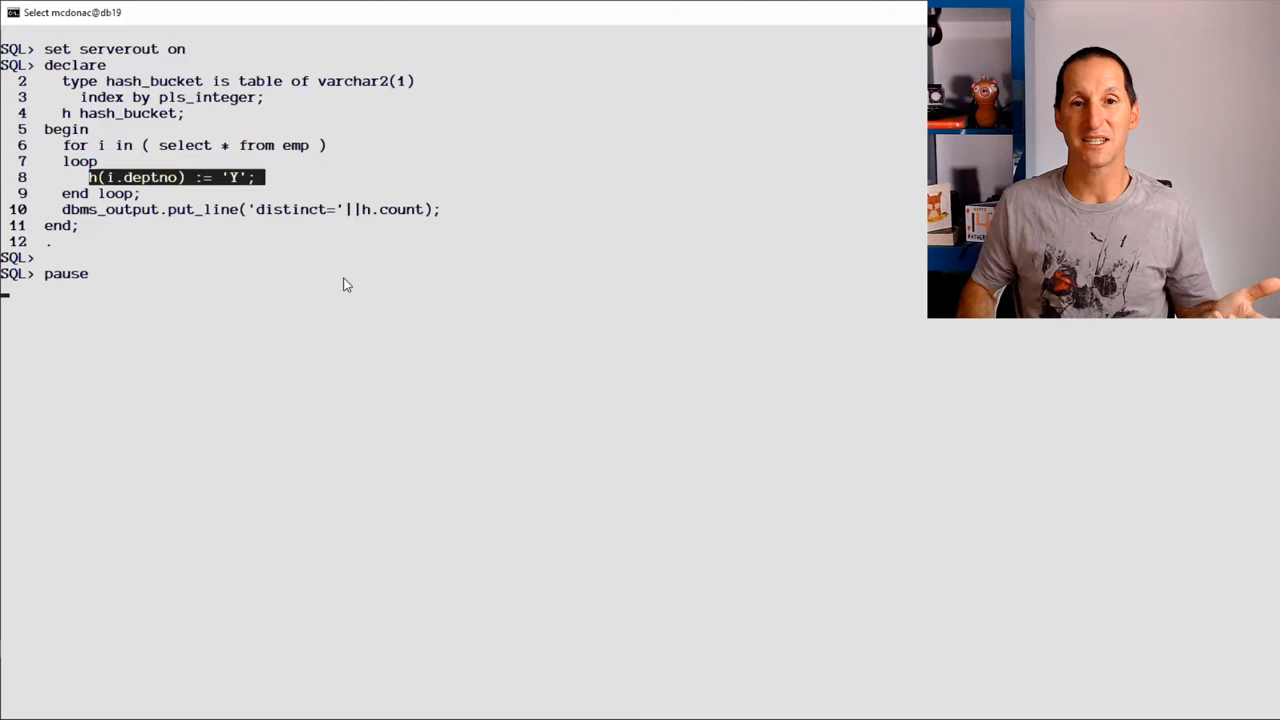 Select mcdonac@db19
SQL> set serverout on
SQL> declare
  2    type hash_bucket is table of varchar2(1)
  3      index by pls_integer;
  4    h hash_bucket;
  5  begin
  6    for i in ( select * from emp )
  7    loop
  8       h(i.deptno) := 'Y';
  9    end loop;
 10    dbms_output.put_line('distinct='||h.count);
 11  end;
 12  .
SQL>
SQL> pause
14